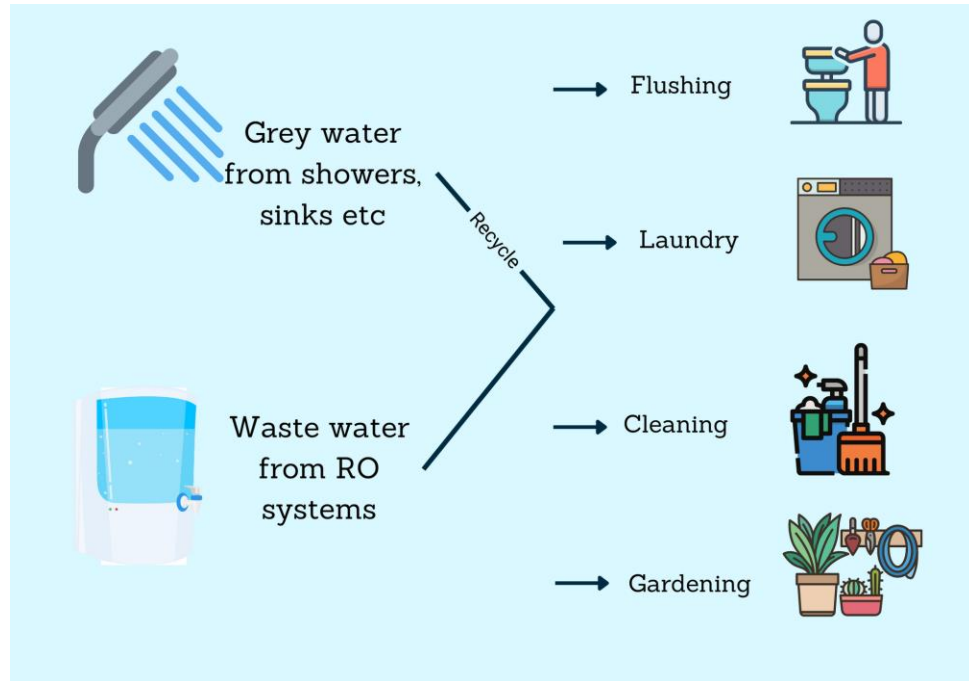 Grey water
from showers,
sinks etc
Recycle
Waste water
from RO
systems
Flushing
Laundry
Cleaning
Gardening